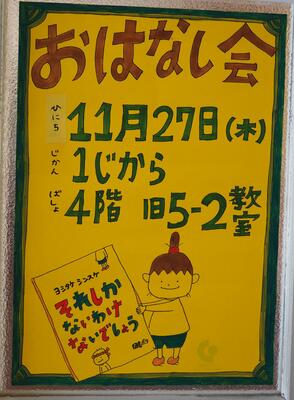 おはなし会
ひにち 11月27日(木)
じかん 1じから
ばしょ 4階 旧5-2教室
ヨシタケ シンスケ
それしか
ないわけ
ないでしょう